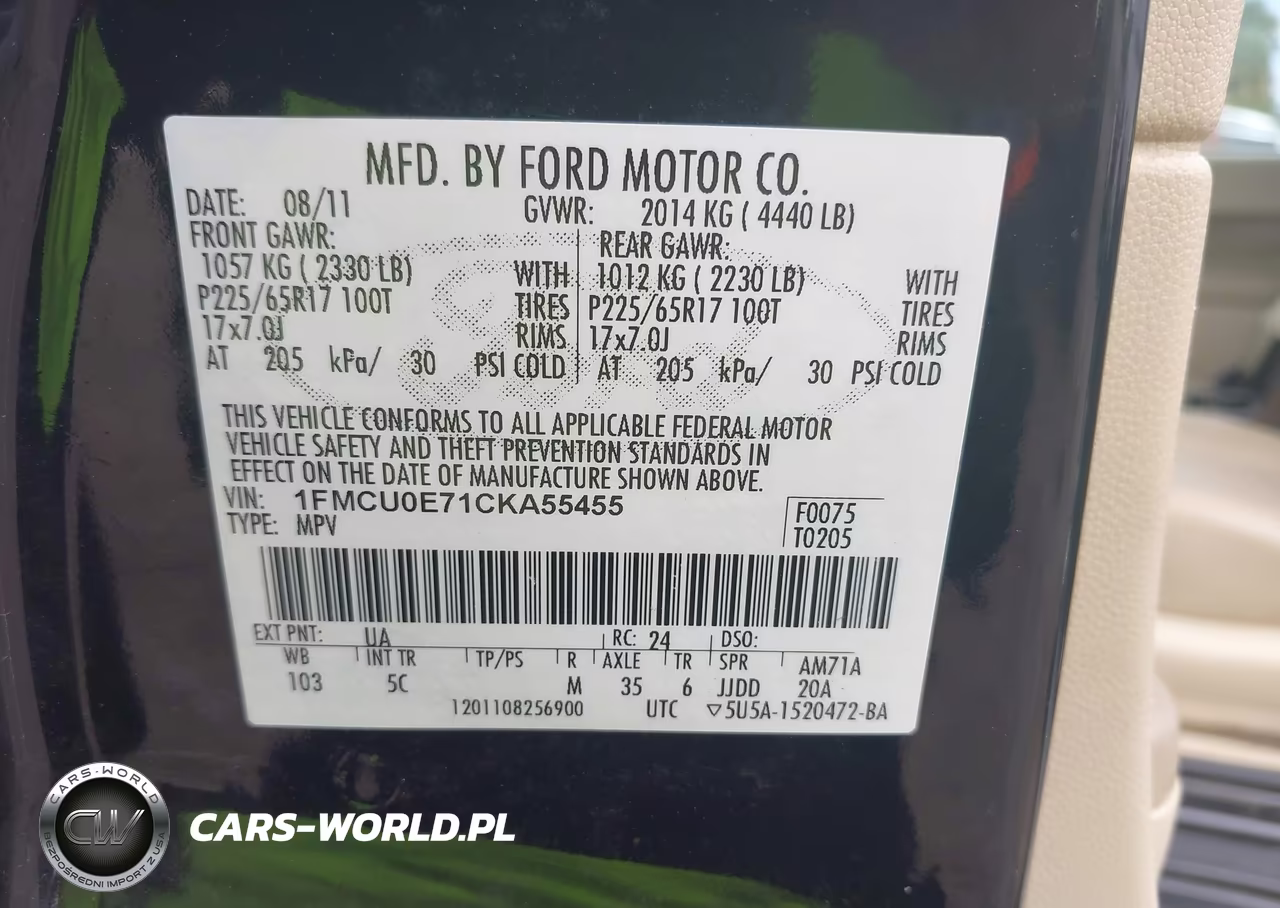 MFD. BY FORD MOTOR CO.
DATE: 08/11 GVWR: 2014 KG ( 4440 LB)
FRONT GAWR: REAR GAWR:
1057 KG ( 2330 LB) WITH 1012 KG ( 2230 LB) WITH
P225/65R17 100T TIRES P225/65R17 100T TIRES
17x7.0J RIMS 17x7.0J RIMS
AT 205 kPa/ 30 PSI COLD AT 205 kPa/ 30 PSI COLD
THIS VEHICLE CONFORMS TO ALL APPLICABLE FEDERAL MOTOR
VEHICLE SAFETY AND THEFT PREVENTION STANDARDS IN
EFFECT ON THE DATE OF MANUFACTURE SHOWN ABOVE.
VIN: 1FMCU0E71CKA55455
TYPE: MPV
F0075
T0205
EXT PNT: UA RC: 24 DSO:
WB INT TR TP/PS R AXLE TR SPR AM71A
103 5C M 35 6 JJDD 20A
1201108256900 UTC ▽5U5A-1520472-BA
CARS-WORLD
CW
BEZPOŚREDNI IMPORT Z USA
CARS-WORLD.PL